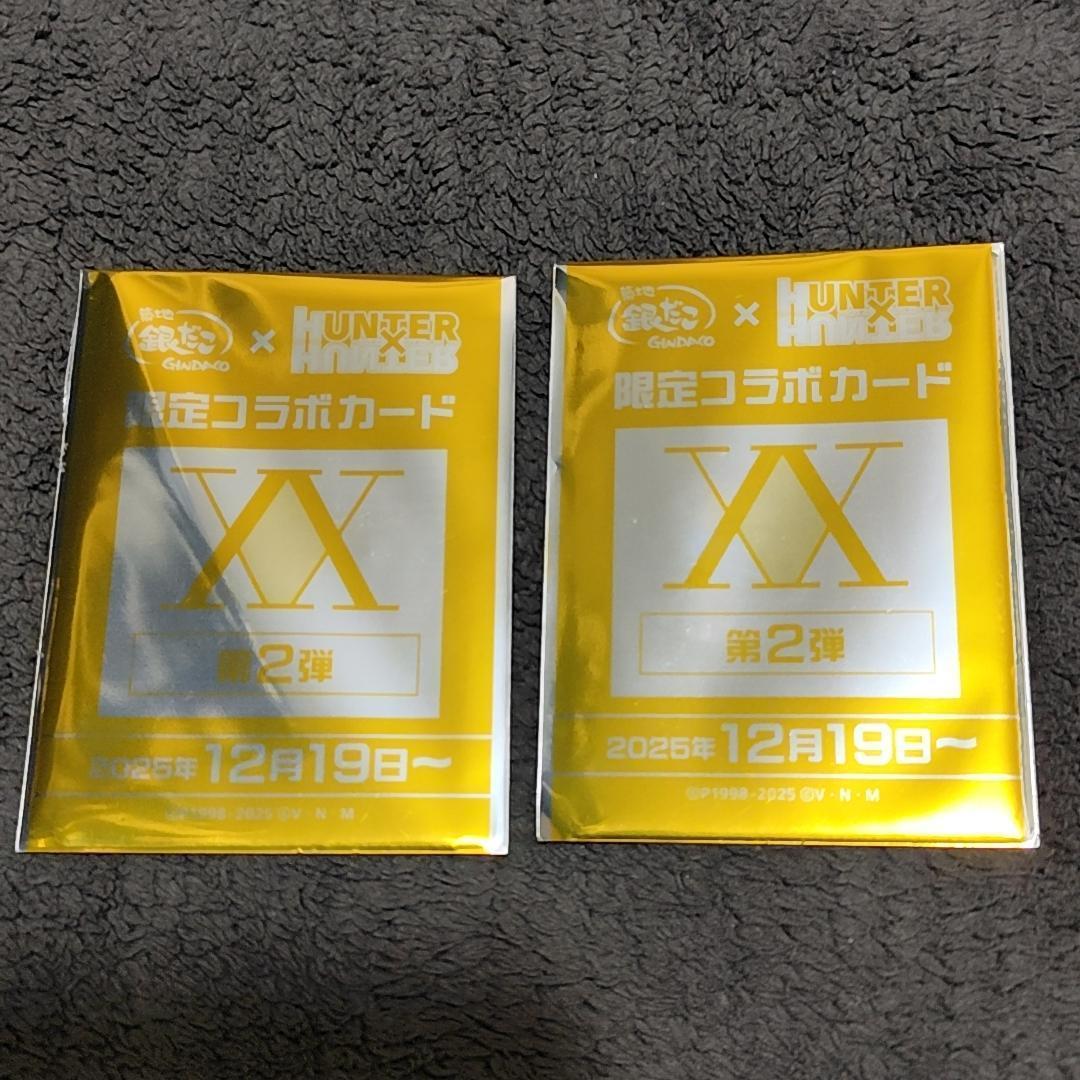 築地
銀だこ
GINDACO
×
HUNTER
×
HUNTER
限定コラボカード
XX
第2弾
2025年12月19日～
©P1998-2025 ©V・N・M
築地
銀だこ
GINDACO
×
HUNTER
×
HUNTER
限定コラボカード
XX
第2弾
2025年12月19日～
©P1998-2025 ©V・N・M